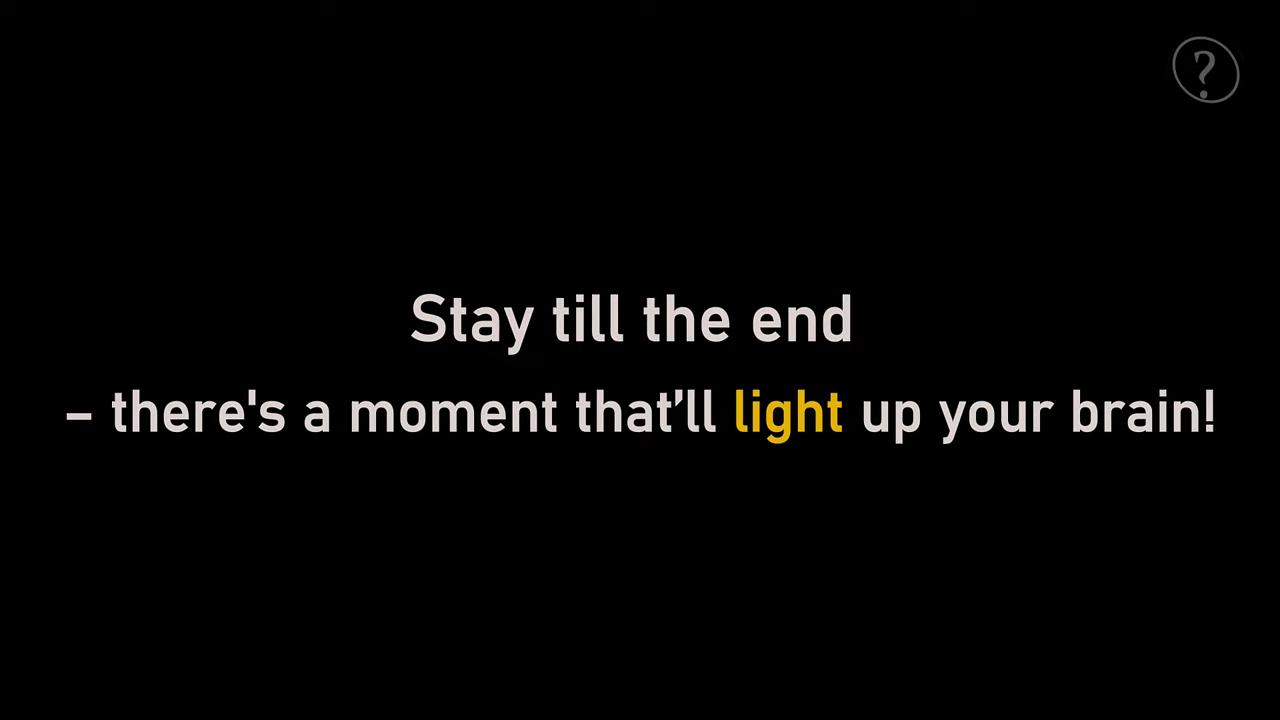 ?
Stay till the end
– there's a moment that’ll light up your brain!